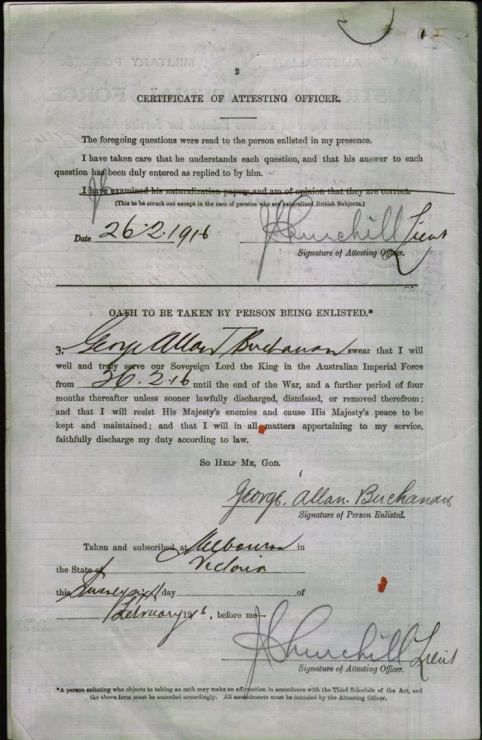 2
CERTIFICATE OF ATTESTING OFFICER.
The foregoing questions were read to the person enlisted in my presence.
I have taken care that he understands each question, and that his answer to each
question has been duly entered as replied to by him.
I have examined his naturalization papers and am of opinion that they are correct.
(This to be struck out except in the case of persons who are naturalized British Subjects.)
Date 26.2.1916 J Churchill Lieut
Signature of Attesting Officer.
OATH TO BE TAKEN BY PERSON BEING ENLISTED.*
I, George Allan Buchanan swear that I will
well and truly serve our Sovereign Lord the King in the Australian Imperial Force
from 26.2.16 until the end of the War, and a further period of four
months thereafter unless sooner lawfully discharged, dismissed, or removed therefrom;
and that I will resist His Majesty's enemies and cause His Majesty's peace to be
kept and maintained; and that I will in all matters appertaining to my service,
faithfully discharge my duty according to law.
SO HELP ME, GOD.
George. Allan. Buchanan
Signature of Person Enlisted.
Taken and subscribed at Melbourne in
the State of Victoria
this Twenty sixth day of
February 1916, before me—
J Churchill Lieut
Signature of Attesting Officer.
*A person enlisting who objects to taking an oath may make an affirmation in accordance with the Third Schedule of the Act, and
the above form must be amended accordingly. All amendments must be initialed by the Attesting Officer.